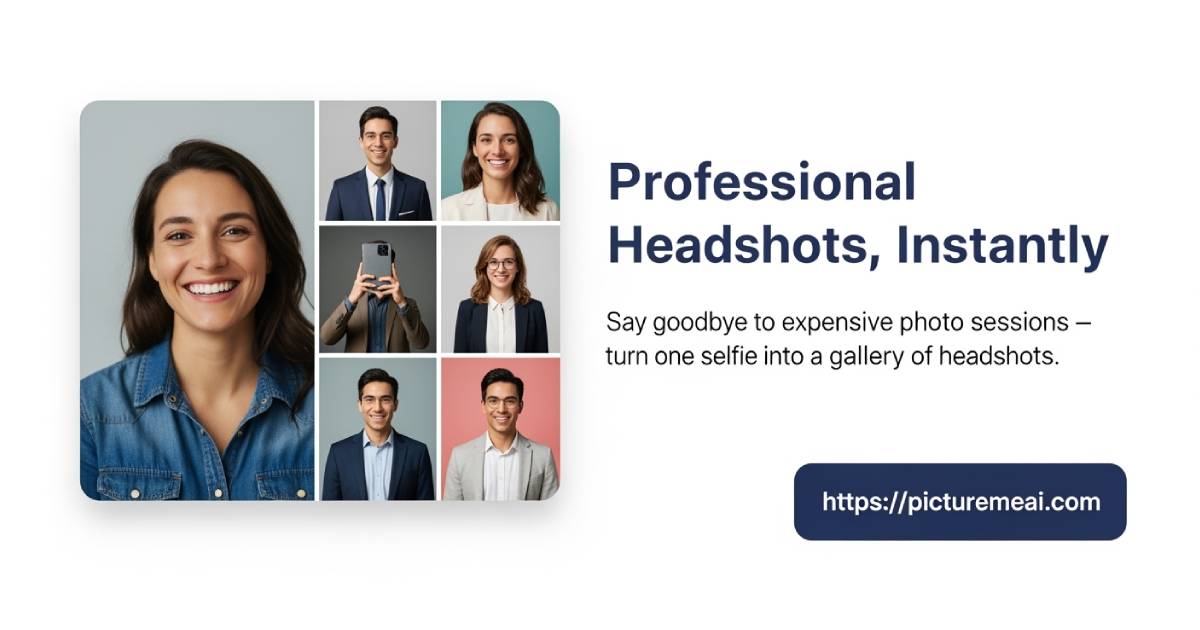 Professional
Headshots, Instantly
Say goodbye to expensive photo sessions –
turn one selfie into a gallery of headshots.
https://picturemeai.com